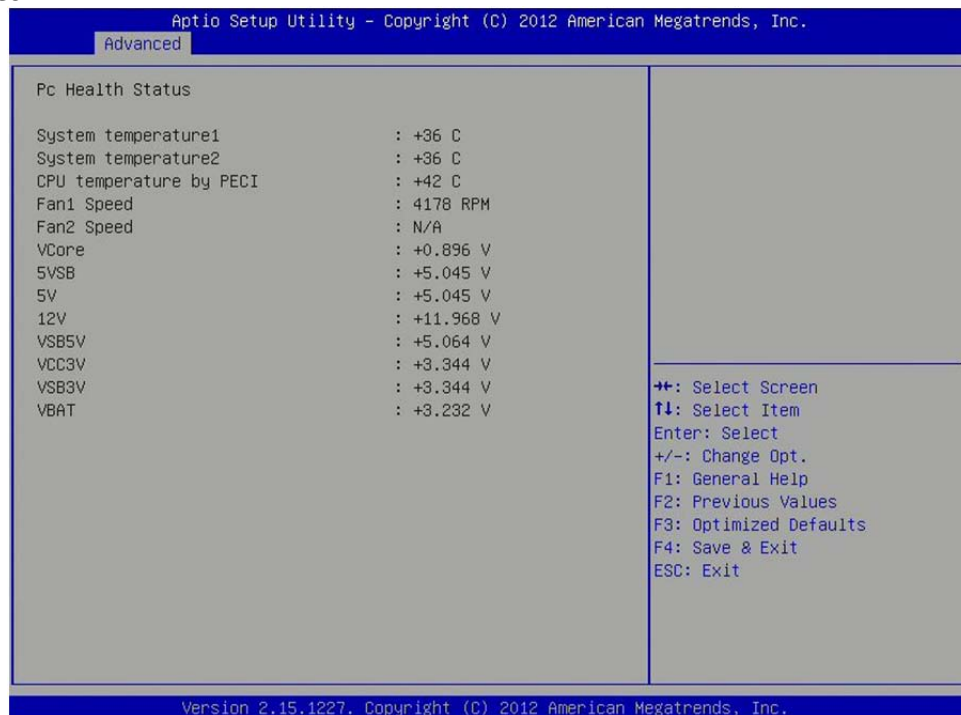 Aptio Setup Utility – Copyright (C) 2012 American Megatrends, Inc.
Advanced
Pc Health Status
System temperature1 : +36 C
System temperature2 : +36 C
CPU temperature by PECI : +42 C
Fan1 Speed : 4178 RPM
Fan2 Speed : N/A
VCore : +0.896 V
5VSB : +5.045 V
5V : +5.045 V
12V : +11.968 V
VSB5V : +5.064 V
VCC3V : +3.344 V
VSB3V : +3.344 V
VBAT : +3.232 V
→←: Select Screen
↑↓: Select Item
Enter: Select
+/-: Change Opt.
F1: General Help
F2: Previous Values
F3: Optimized Defaults
F4: Save & Exit
ESC: Exit
Version 2.15.1227. Copyright (C) 2012 American Megatrends, Inc.